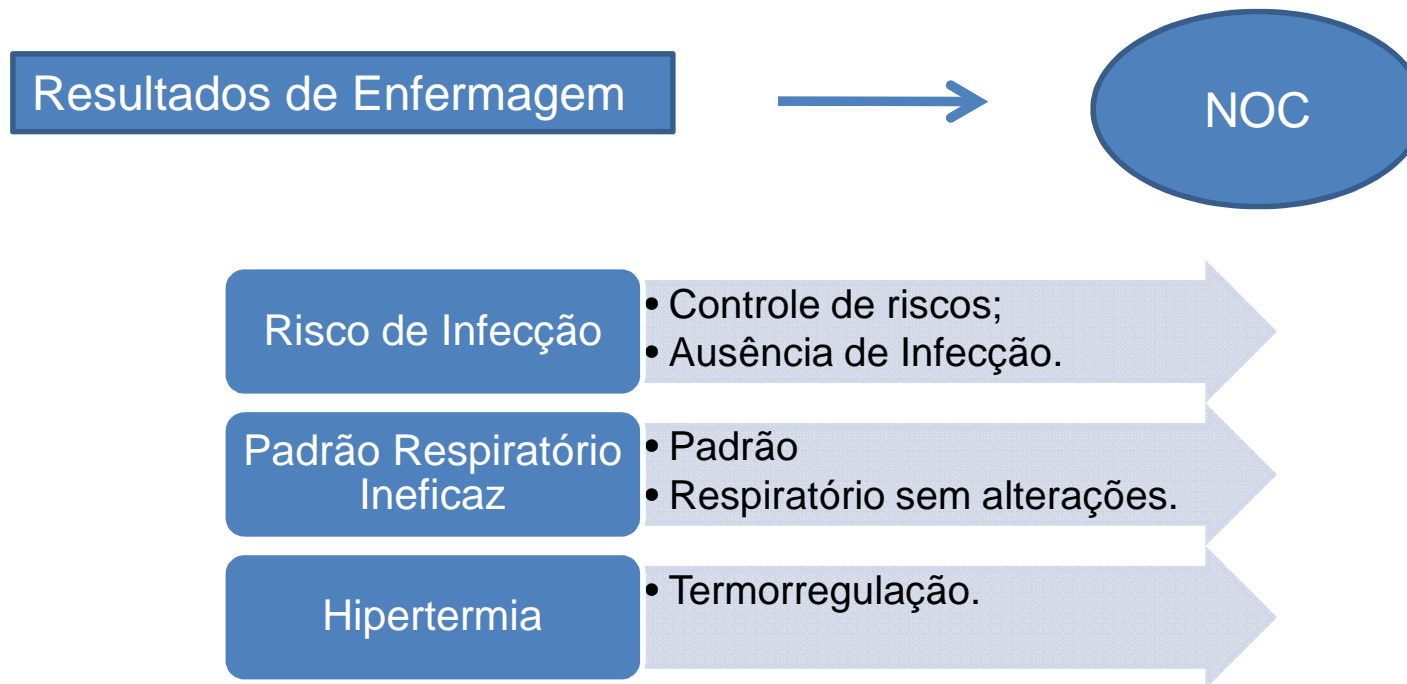 Resultados de Enfermagem
NOC
Risco de Infecção
• Controle de riscos;
• Ausência de Infecção.
Padrão Respiratório
Ineficaz
• Padrão
• Respiratório sem alterações.
Hipertermia
• Termorregulação.